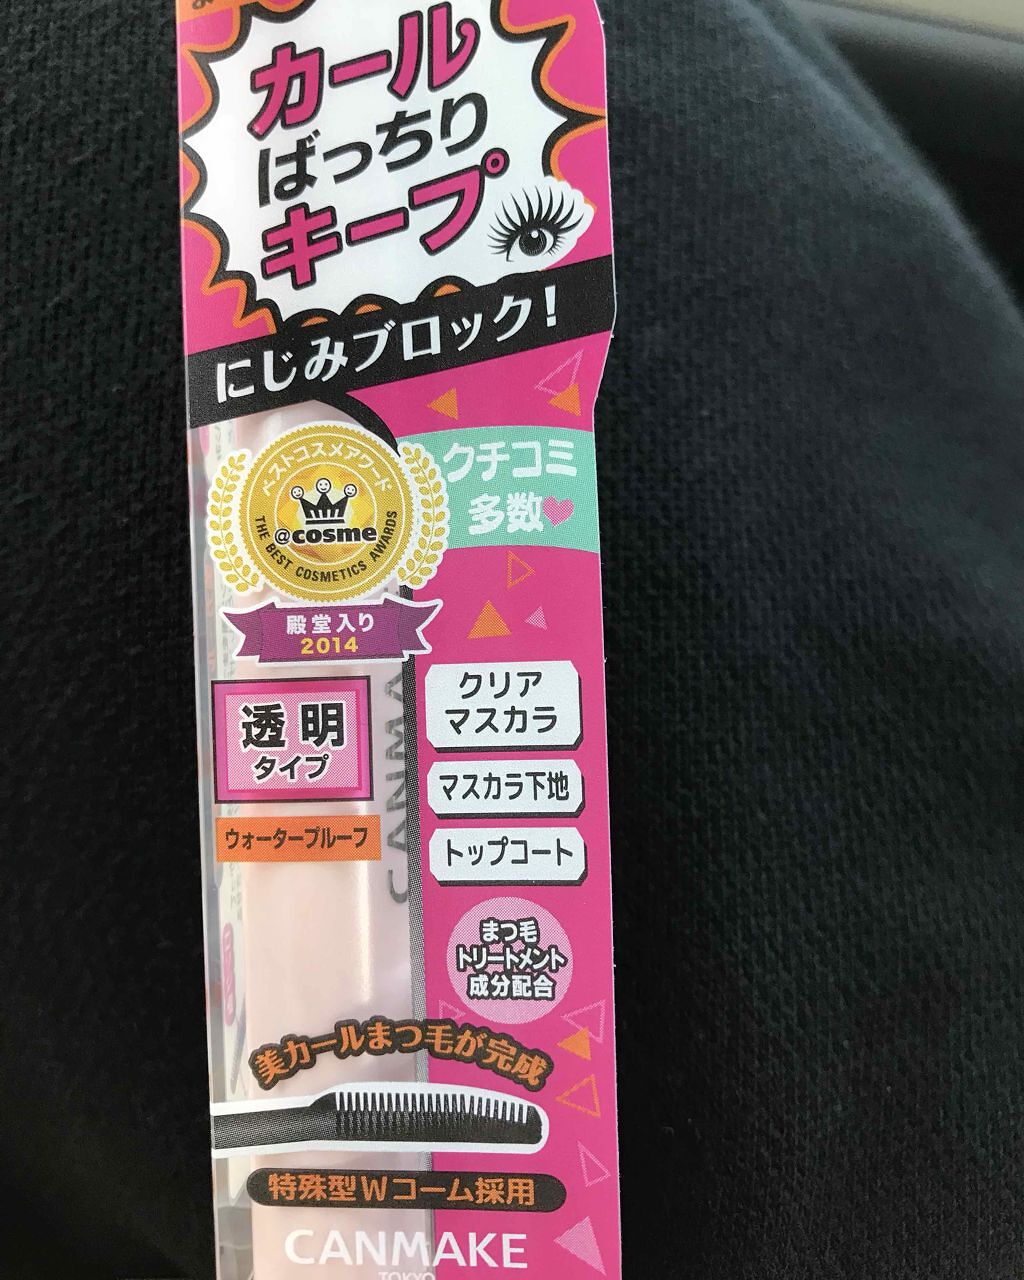 カール
ばっちり
キープ
にじみブロック!
ベストコスメアワード
@cosme
THE BEST COSMETICS AWARDS
殿堂入り
2014
クチコミ
多数
透明
タイプ
ウォータープルーフ
クリア
マスカラ
マスカラ下地
トップコート
まつ毛
トリートメント
成分配合
CANMA
美カールまつ毛が完成
特殊型Wコーム採用
CANMAKE
TOKYO